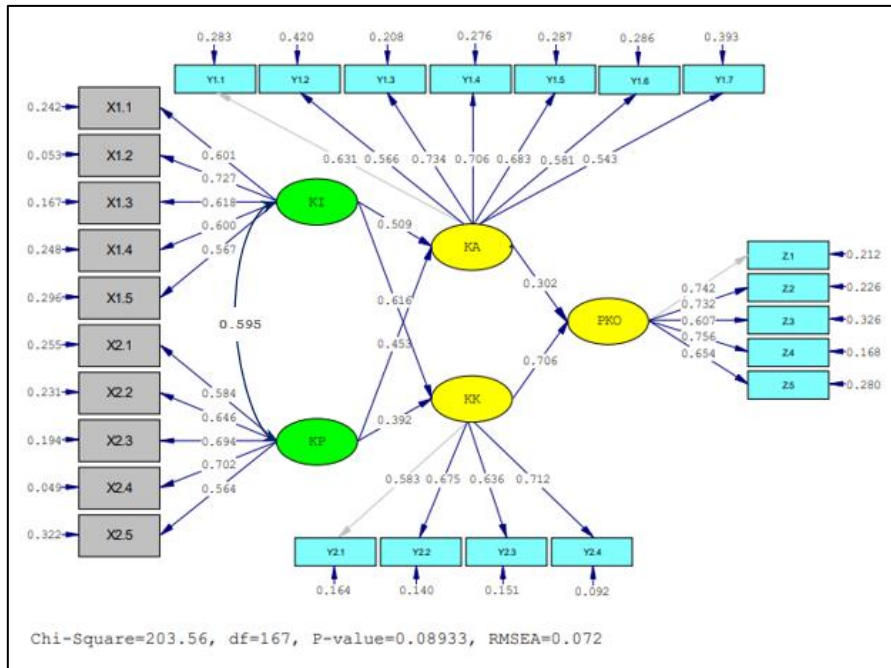 0.283 0.420 0.208 0.276 0.287 0.286 0.393
Y1.1 Y1.2 Y1.3 Y1.4 Y1.5 Y1.6 Y1.7
0.242 X1.1
0.053 X1.2
0.167 X1.3
0.248 X1.4
0.296 X1.5
0.255 X2.1
0.231 X2.2
0.194 X2.3
0.049 X2.4
0.322 X2.5
0.601
0.727
0.618
0.600
0.567
KI
0.595
0.584
0.646
0.694
0.702
0.564
KP
0.631 0.566 0.734 0.706 0.683 0.581 0.543
0.509
0.616
0.453
0.392
KA
KK
0.302
0.706
PKO
0.742
0.732
0.607
0.756
0.654
Z.1 0.212
Z.2 0.226
Z.3 0.326
Z.4 0.168
Z.5 0.280
0.583 0.675 0.636 0.712
Y2.1 Y2.2 Y2.3 Y2.4
0.164 0.140 0.151 0.092
Chi-Square=203.56, df=167, P-value=0.08933, RMSEA=0.072